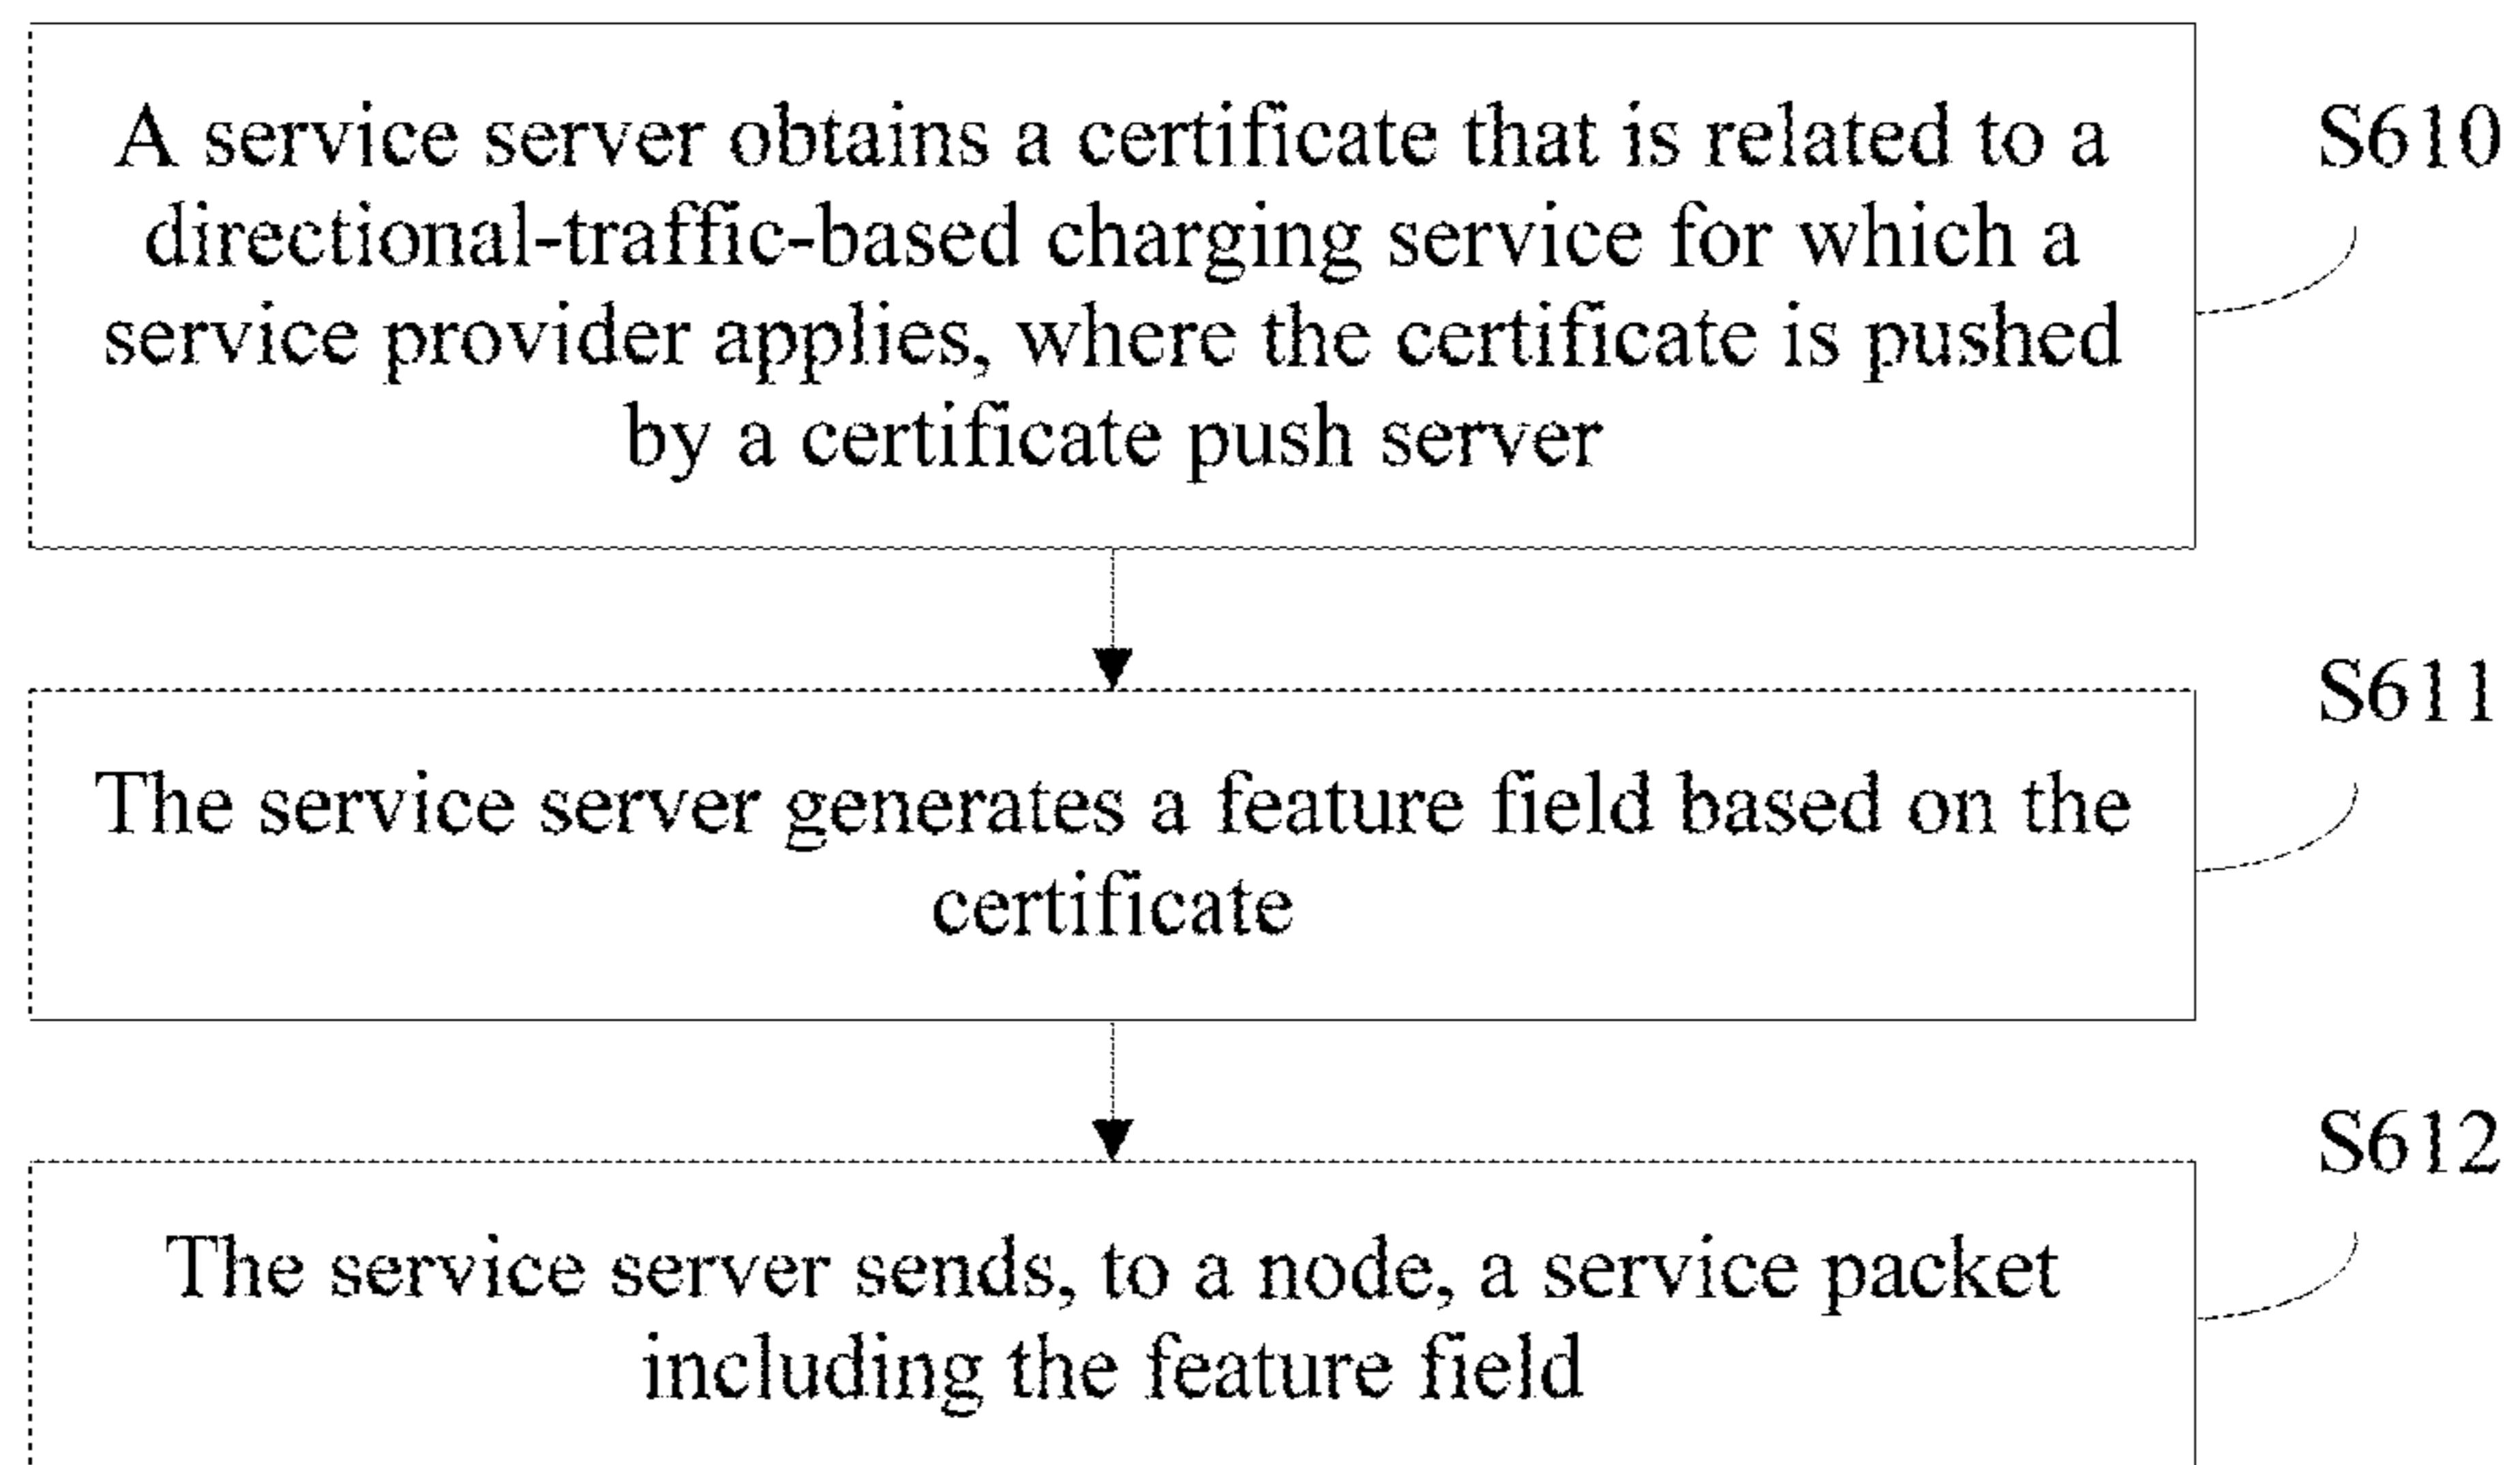 A service server obtains a certificate that is related to a
directional-traffic-based charging service for which a
service provider applies, where the certificate is pushed
by a certificate push server
S610
The service server generates a feature field based on the
certificate
S611
The service server sends, to a node, a service packet
including the feature field
S612